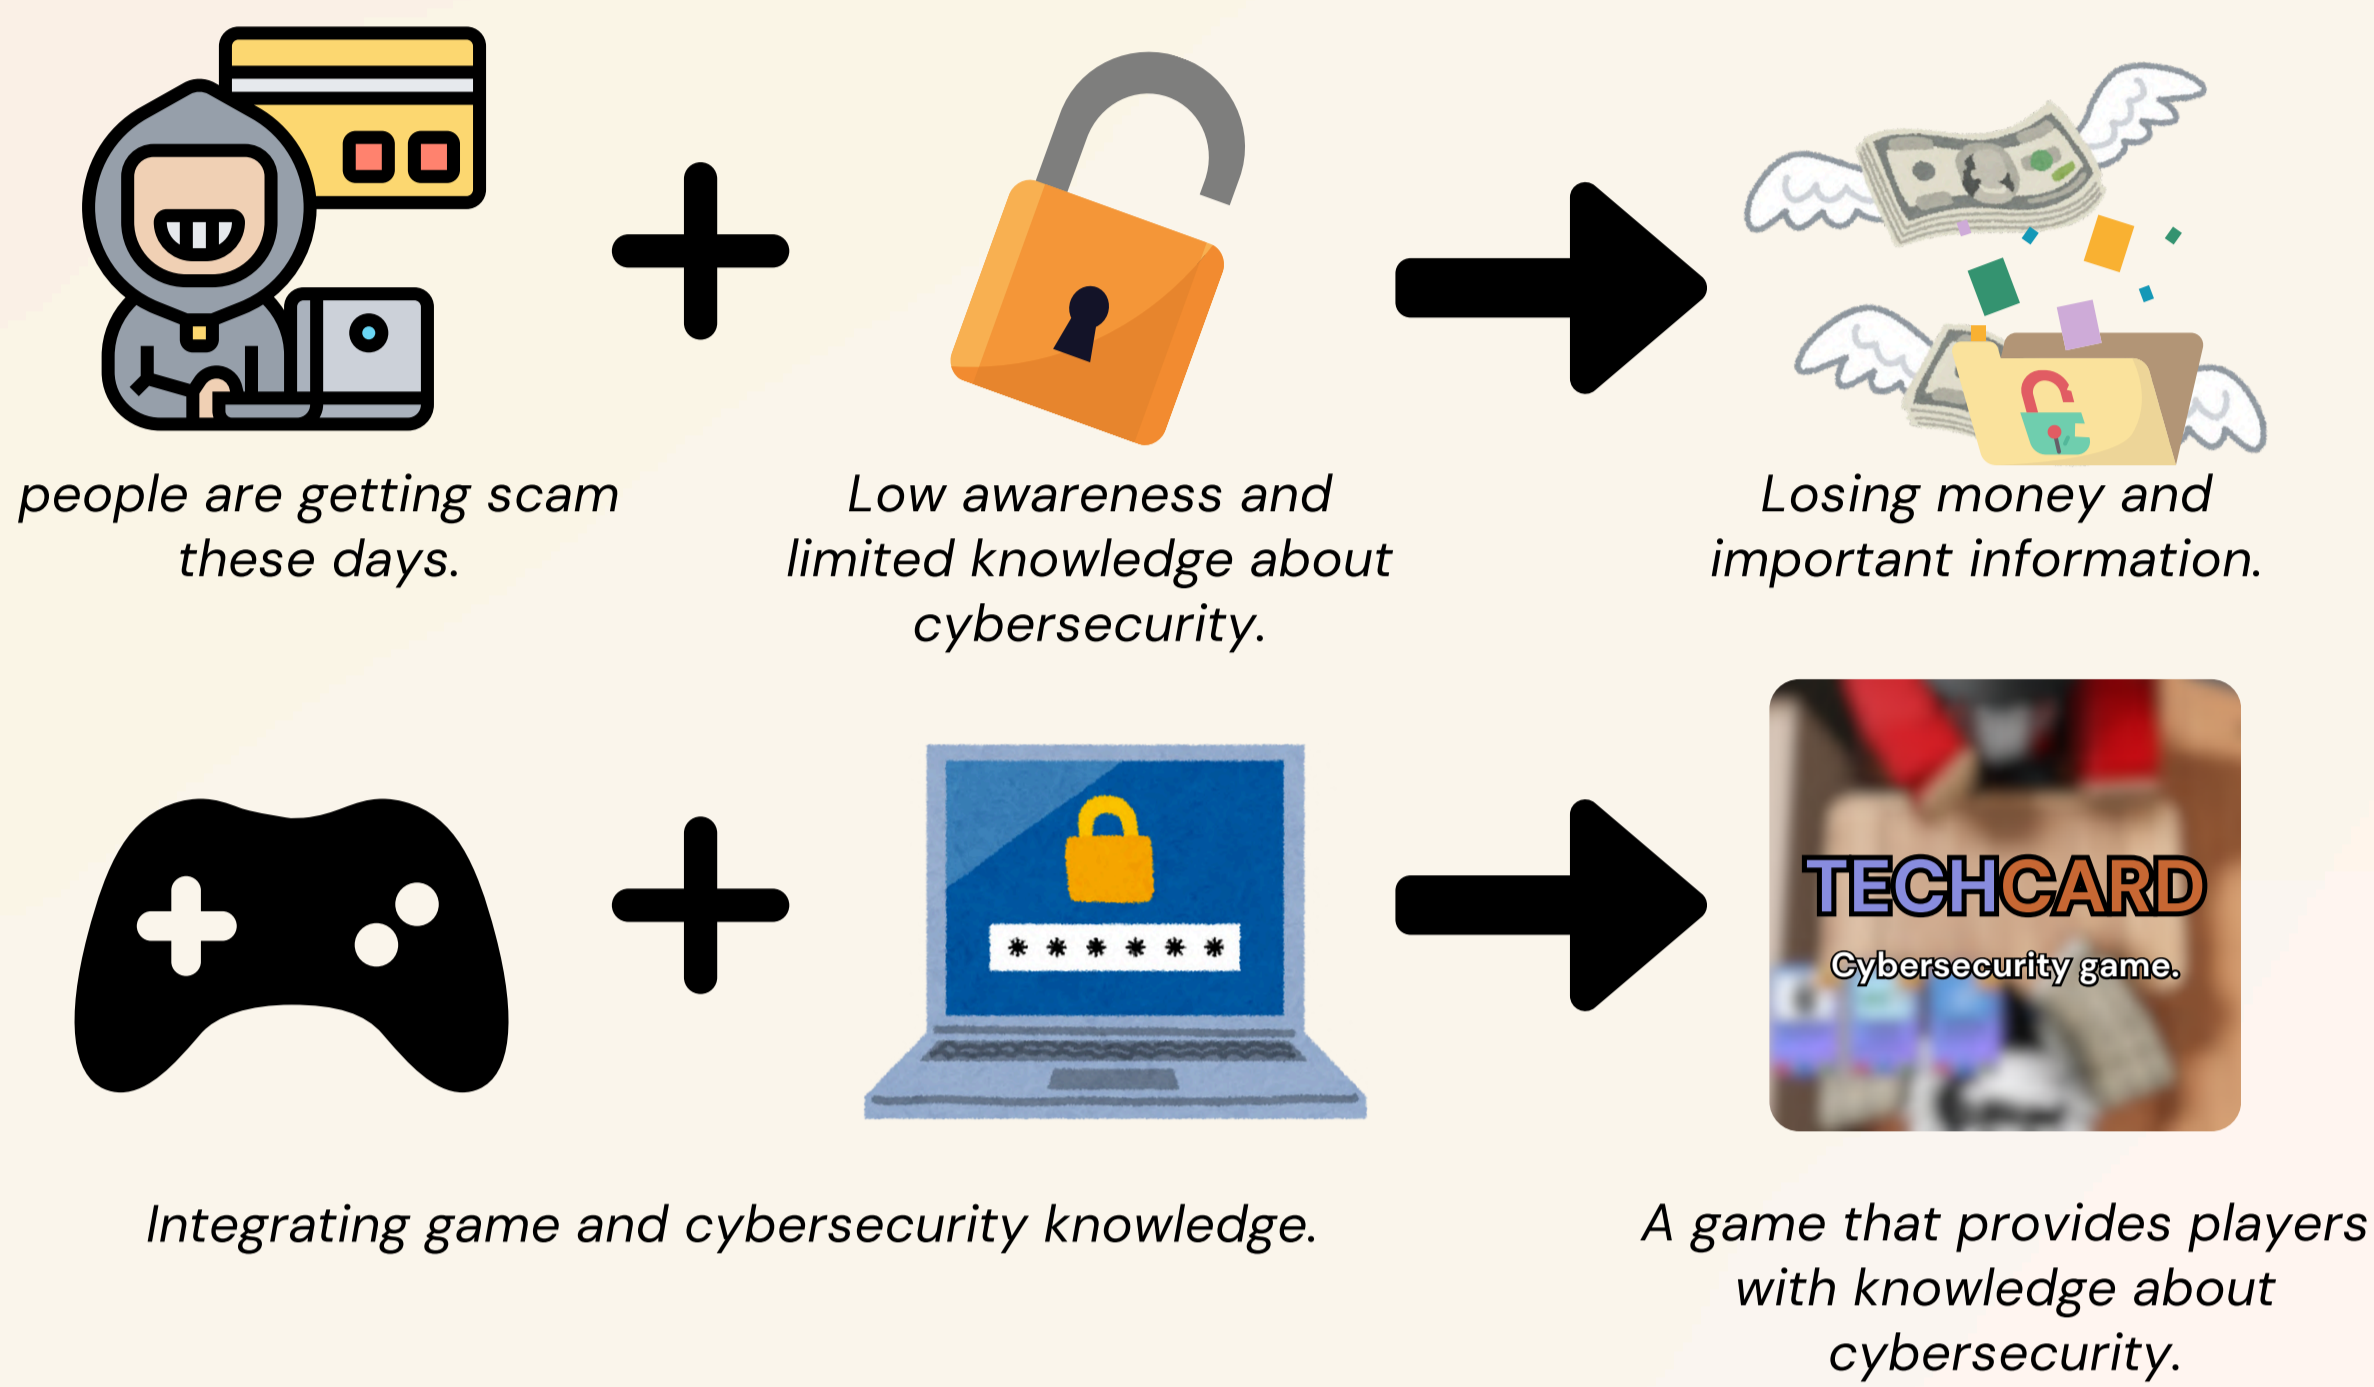 people are getting scam
these days.
Low awareness and
limited knowledge about
cybersecurity.
Losing money and
important information.
******
TECHCARD
Cybersecurity game.
Integrating game and cybersecurity knowledge.
A game that provides players
with knowledge about
cybersecurity.